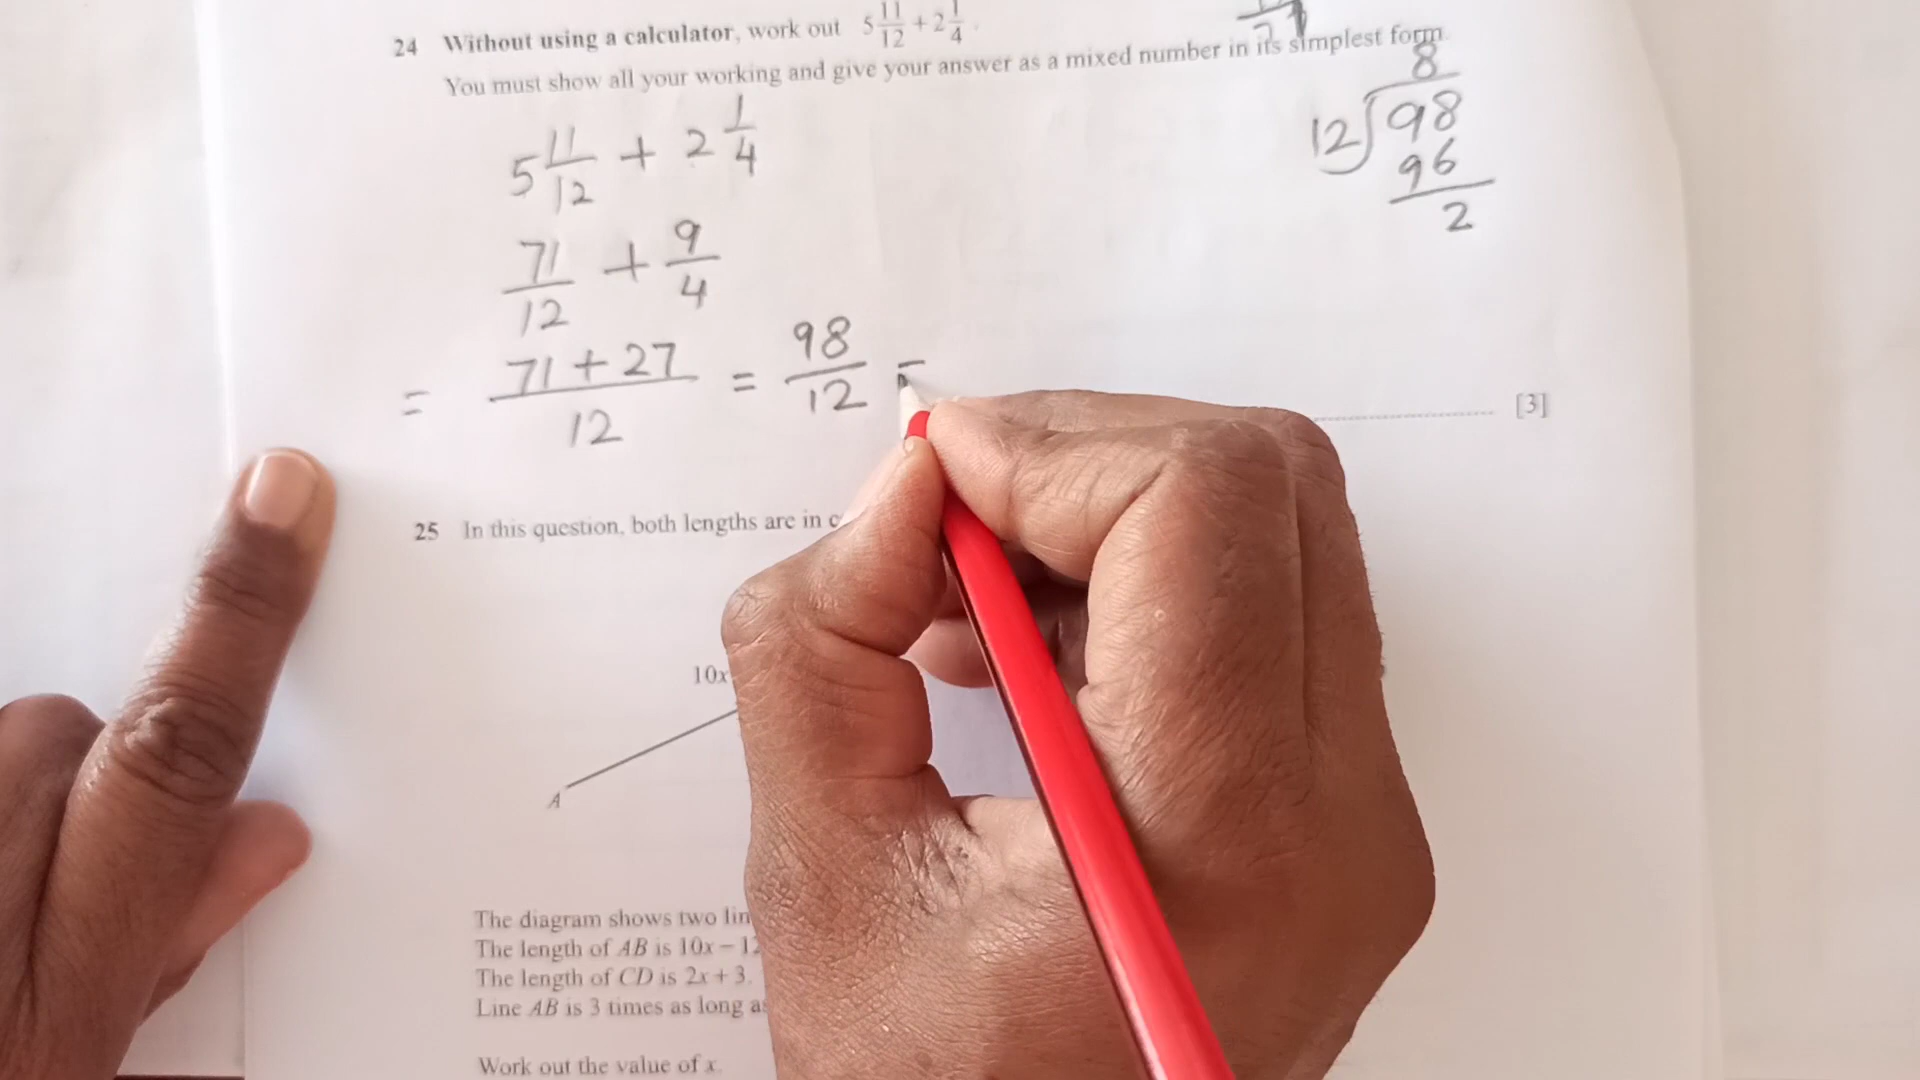 24 Without using a calculator, work out 5 11/12 + 2 1/4 .
You must show all your working and give your answer as a mixed number in its simplest form.
5 11/12 + 2 1/4
71/12 + 9/4
= 71 + 27 / 12 = 98/12 =
8
12 98
96
2
[3]
25 In this question, both lengths are in
10x
A
The diagram shows two
The length of AB is 10x − 12
The length of CD is 2x + 3.
Line AB is 3 times as long as
Work out the value of x.